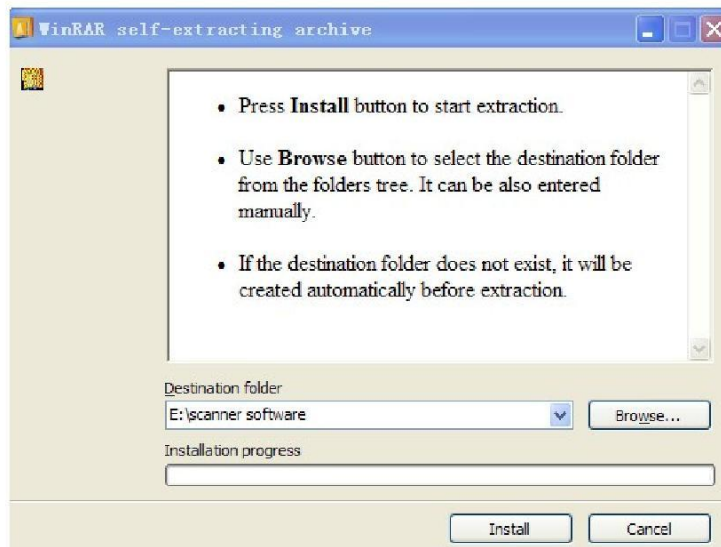 WinRAR self-extracting archive
• Press Install button to start extraction.
• Use Browse button to select the destination folder
from the folders tree. It can be also entered
manually.
• If the destination folder does not exist, it will be
created automatically before extraction.
Destination folder
E:\scanner software
Browse...
Installation progress
Install
Cancel